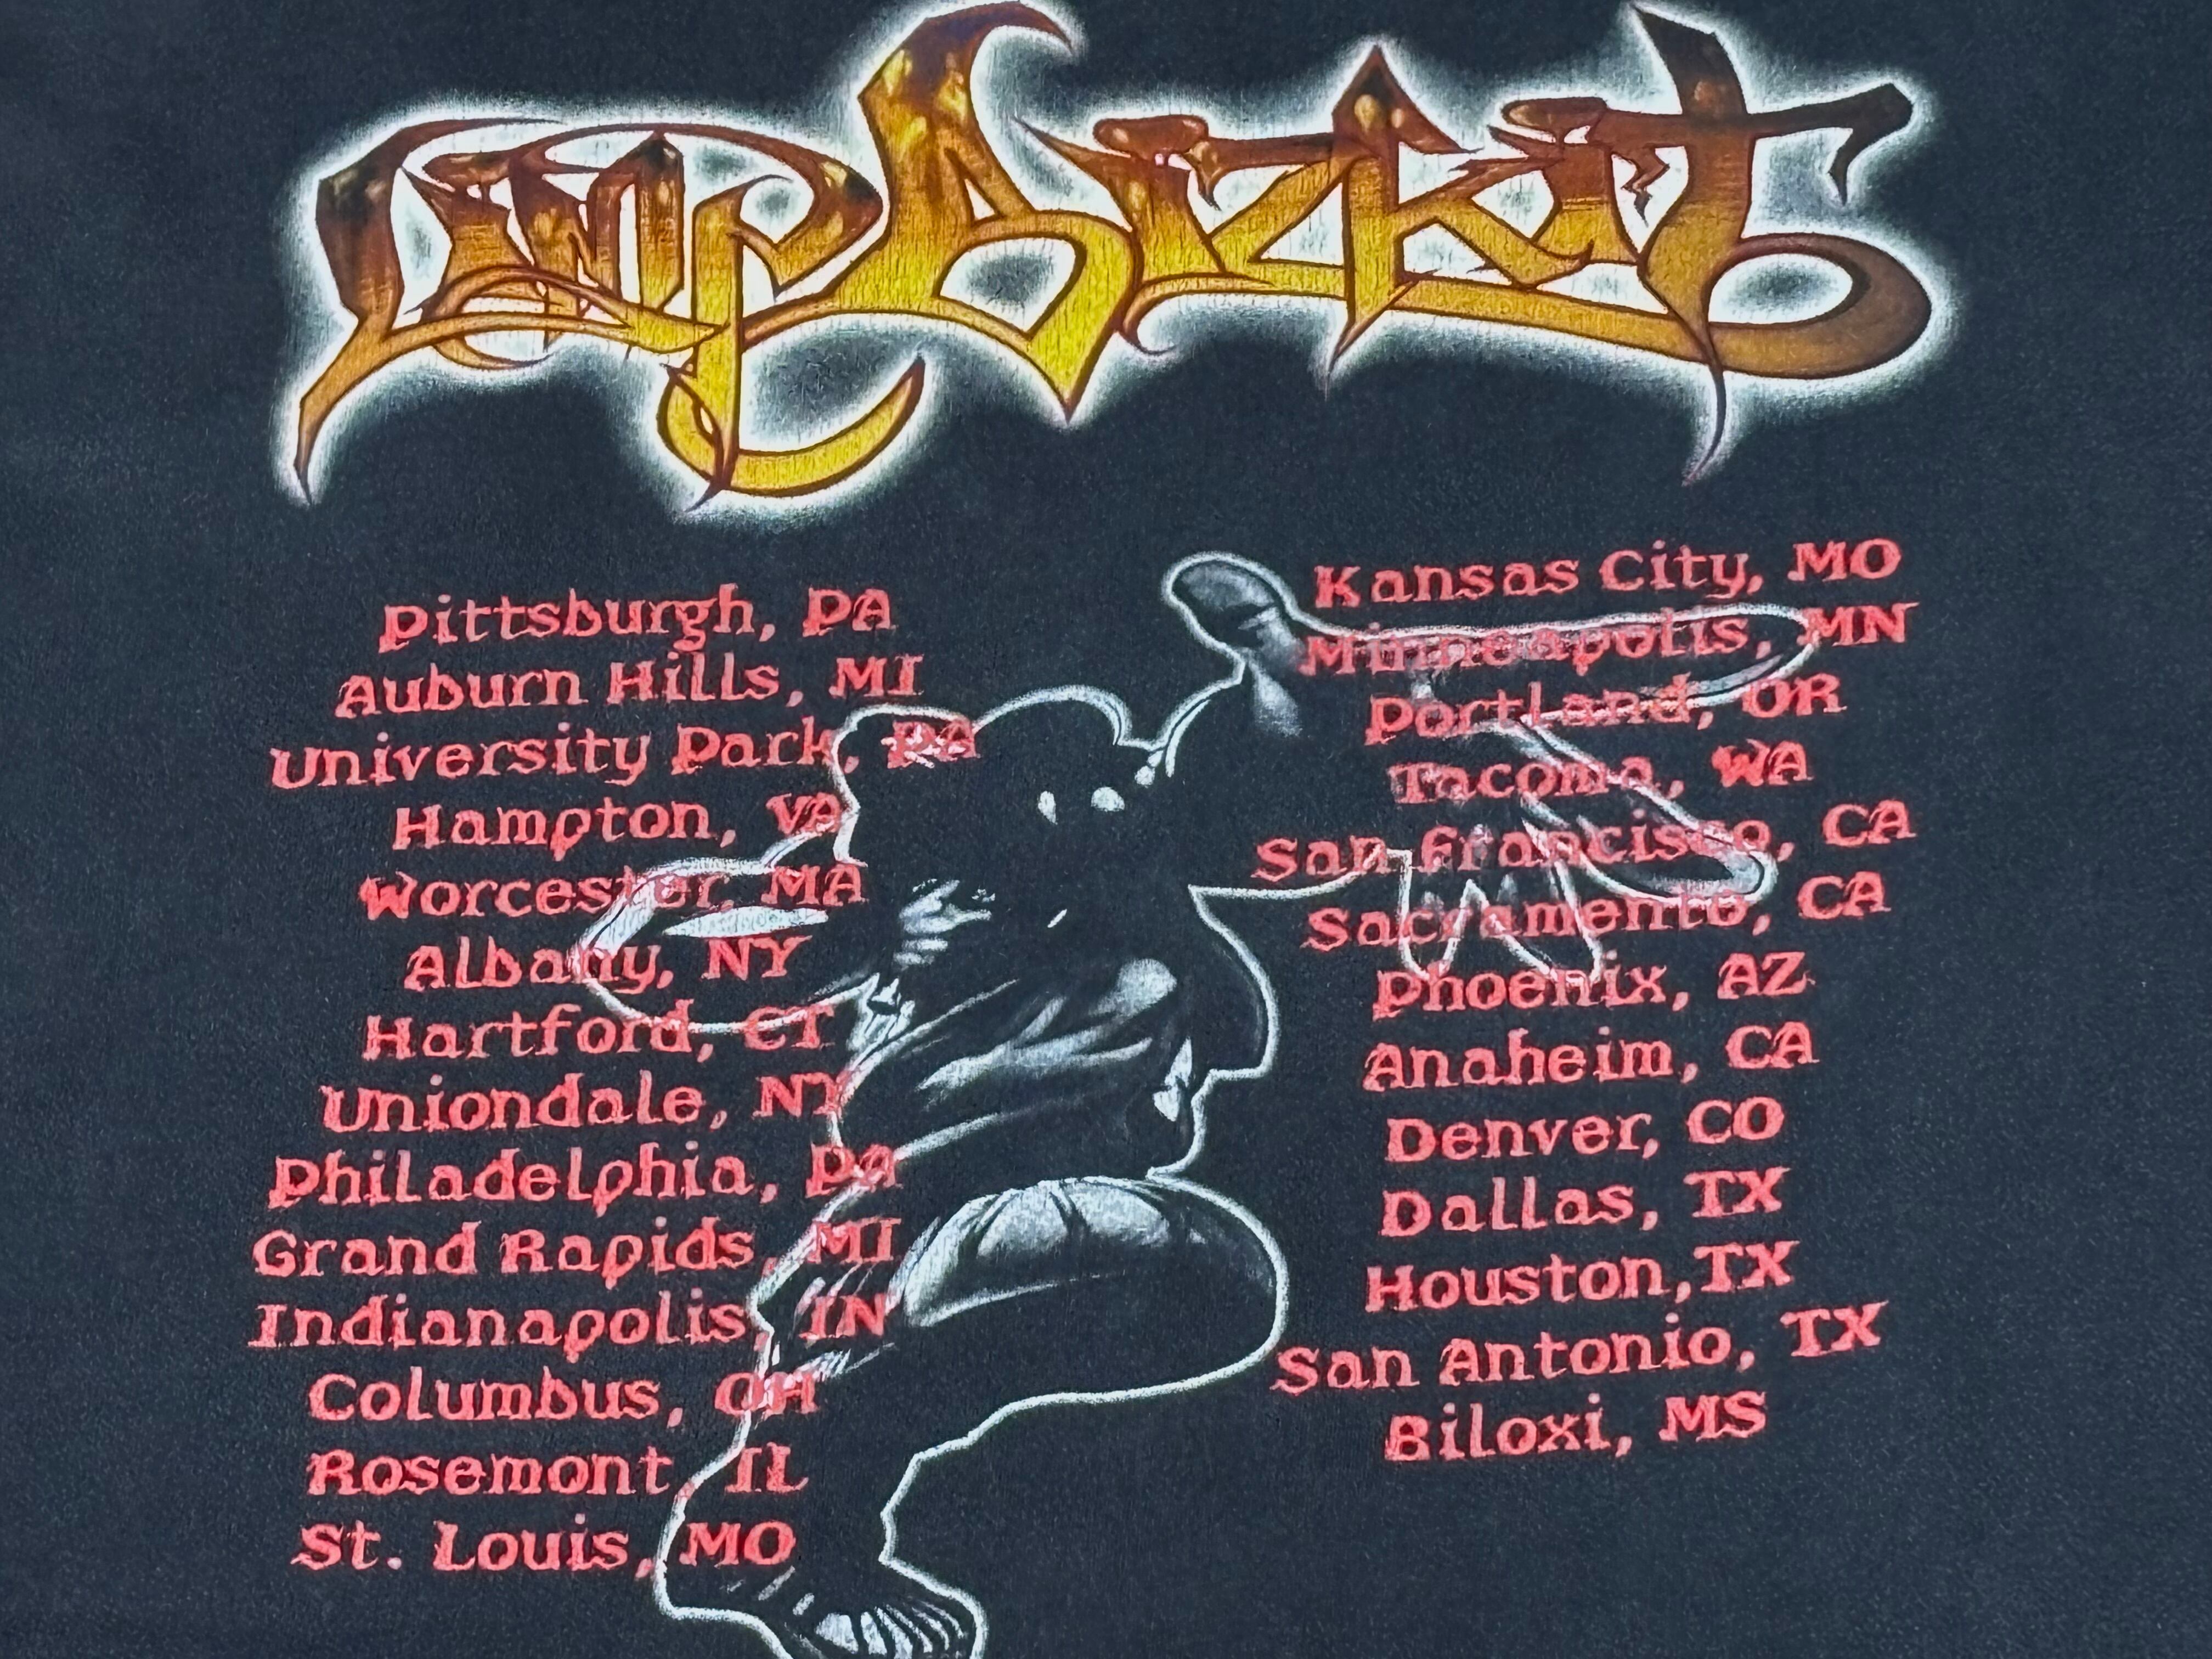 LimpBizkit
Pittsburgh, PA
Auburn Hills, MI
University Park, PA
Hampton, VA
Worcester, MA
Albany, NY
Hartford, CT
Uniondale, NY
Philadelphia, PA
Grand Rapids, MI
Indianapolis, IN
Columbus, OH
Rosemont, IL
St. Louis, MO
Kansas City, MO
Minneapolis, MN
Portland, OR
Tacoma, WA
San Francisco, CA
Sacramento, CA
Phoenix, AZ
Anaheim, CA
Denver, CO
Dallas, TX
Houston,TX
San Antonio, TX
Biloxi, MS